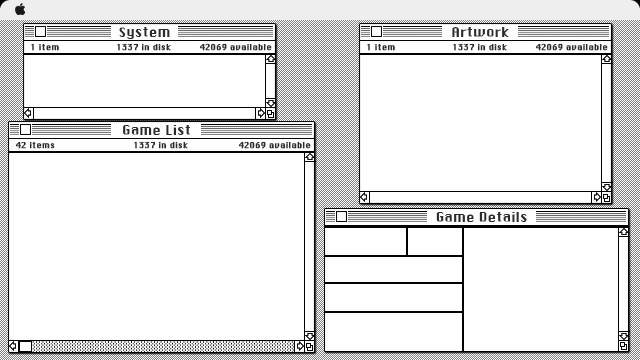 System
1 item 1337 in disk 42069 available
Artwork
1 item 1337 in disk 42069 available
Game List
42 items 1337 in disk 42069 available
Game Details